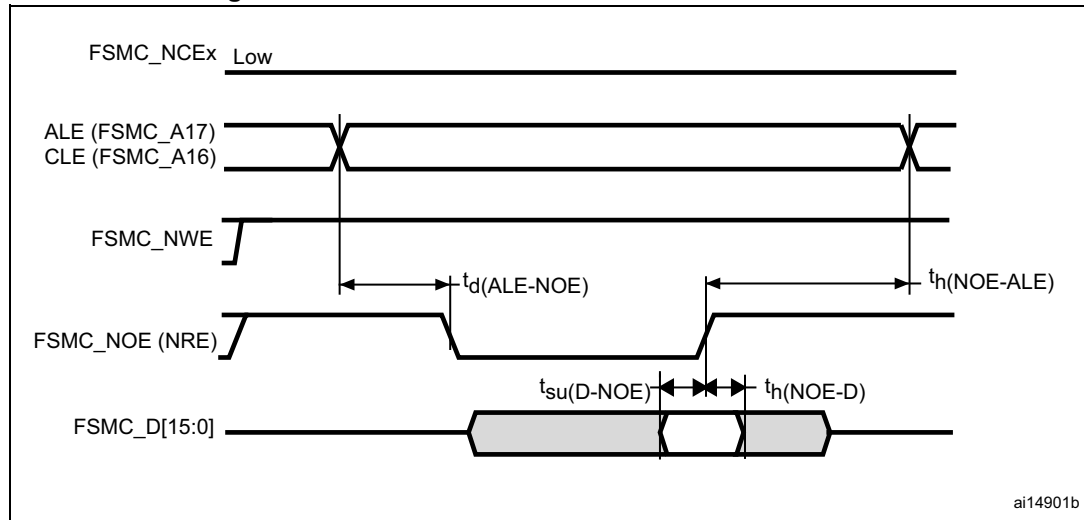 FSMC_NCEx Low
ALE (FSMC_A17)
CLE (FSMC_A16)
FSMC_NWE
td(ALE-NOE)
th(NOE-ALE)
FSMC_NOE (NRE)
tsu(D-NOE)
th(NOE-D)
FSMC_D[15:0]
ai14901b